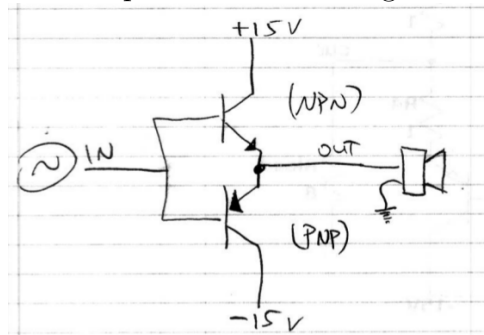 +15V
(NPN)
IN
OUT
(PNP)
-15V